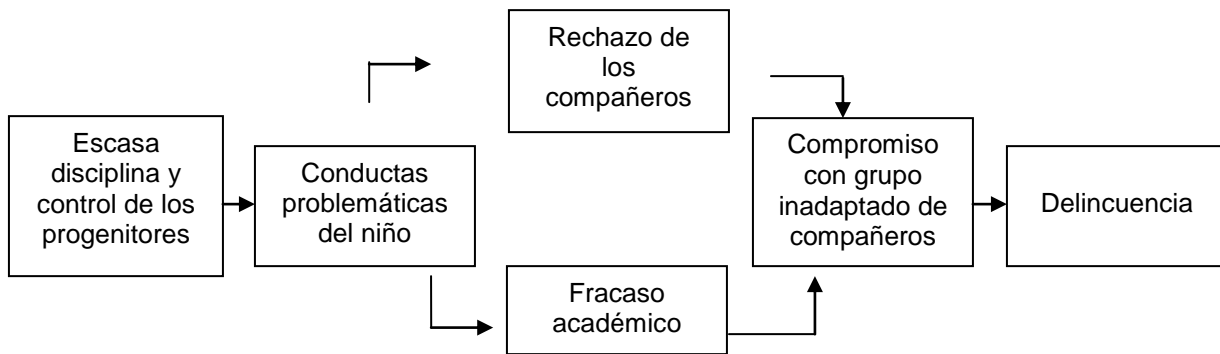 Rechazo de
los
compañeros
Escasa
disciplina y
control de los
progenitores
Conductas
problemáticas
del niño
Compromiso
con grupo
inadaptado de
compañeros
Delincuencia
Fracaso
académico